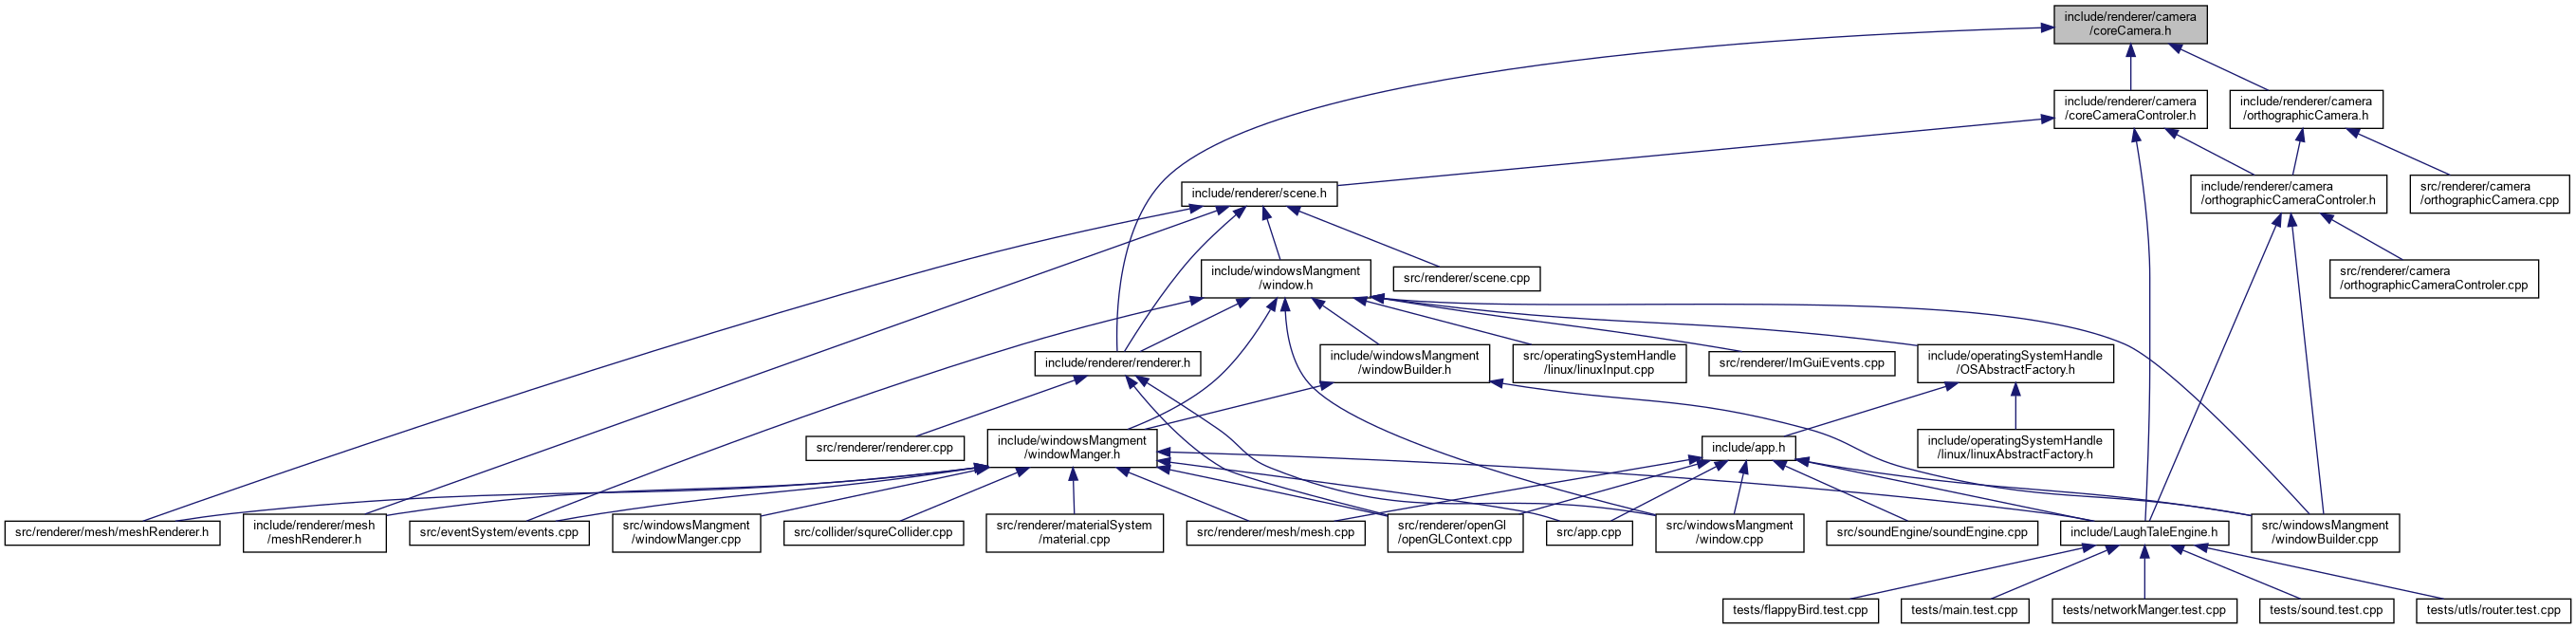 include/renderer/camera
/coreCamera.h
include/renderer/camera
/coreCameraControler.h
include/renderer/camera
/orthographicCamera.h
include/renderer/scene.h
include/renderer/camera
/orthographicCameraControler.h
src/renderer/camera
/orthographicCamera.cpp
include/windowsMangment
/window.h
src/renderer/scene.cpp
src/renderer/camera
/orthographicCameraControler.cpp
include/renderer/renderer.h
include/windowsMangment
/windowBuilder.h
src/operatingSystemHandle
/linux/linuxInput.cpp
src/renderer/ImGuiEvents.cpp
include/operatingSystemHandle
/OSAbstractFactory.h
src/renderer/renderer.cpp
include/windowsMangment
/windowManger.h
include/app.h
include/operatingSystemHandle
/linux/linuxAbstractFactory.h
src/renderer/mesh/meshRenderer.h
include/renderer/mesh
/meshRenderer.h
src/eventSystem/events.cpp
src/windowsMangment
/windowManger.cpp
src/collider/squreCollider.cpp
src/renderer/materialSystem
/material.cpp
src/renderer/mesh/mesh.cpp
src/renderer/openGl
/openGLContext.cpp
src/app.cpp
src/windowsMangment
/window.cpp
src/soundEngine/soundEngine.cpp
include/LaughTaleEngine.h
src/windowsMangment
/windowBuilder.cpp
tests/flappyBird.test.cpp
tests/main.test.cpp
tests/networkManger.test.cpp
tests/sound.test.cpp
tests/utls/router.test.cpp